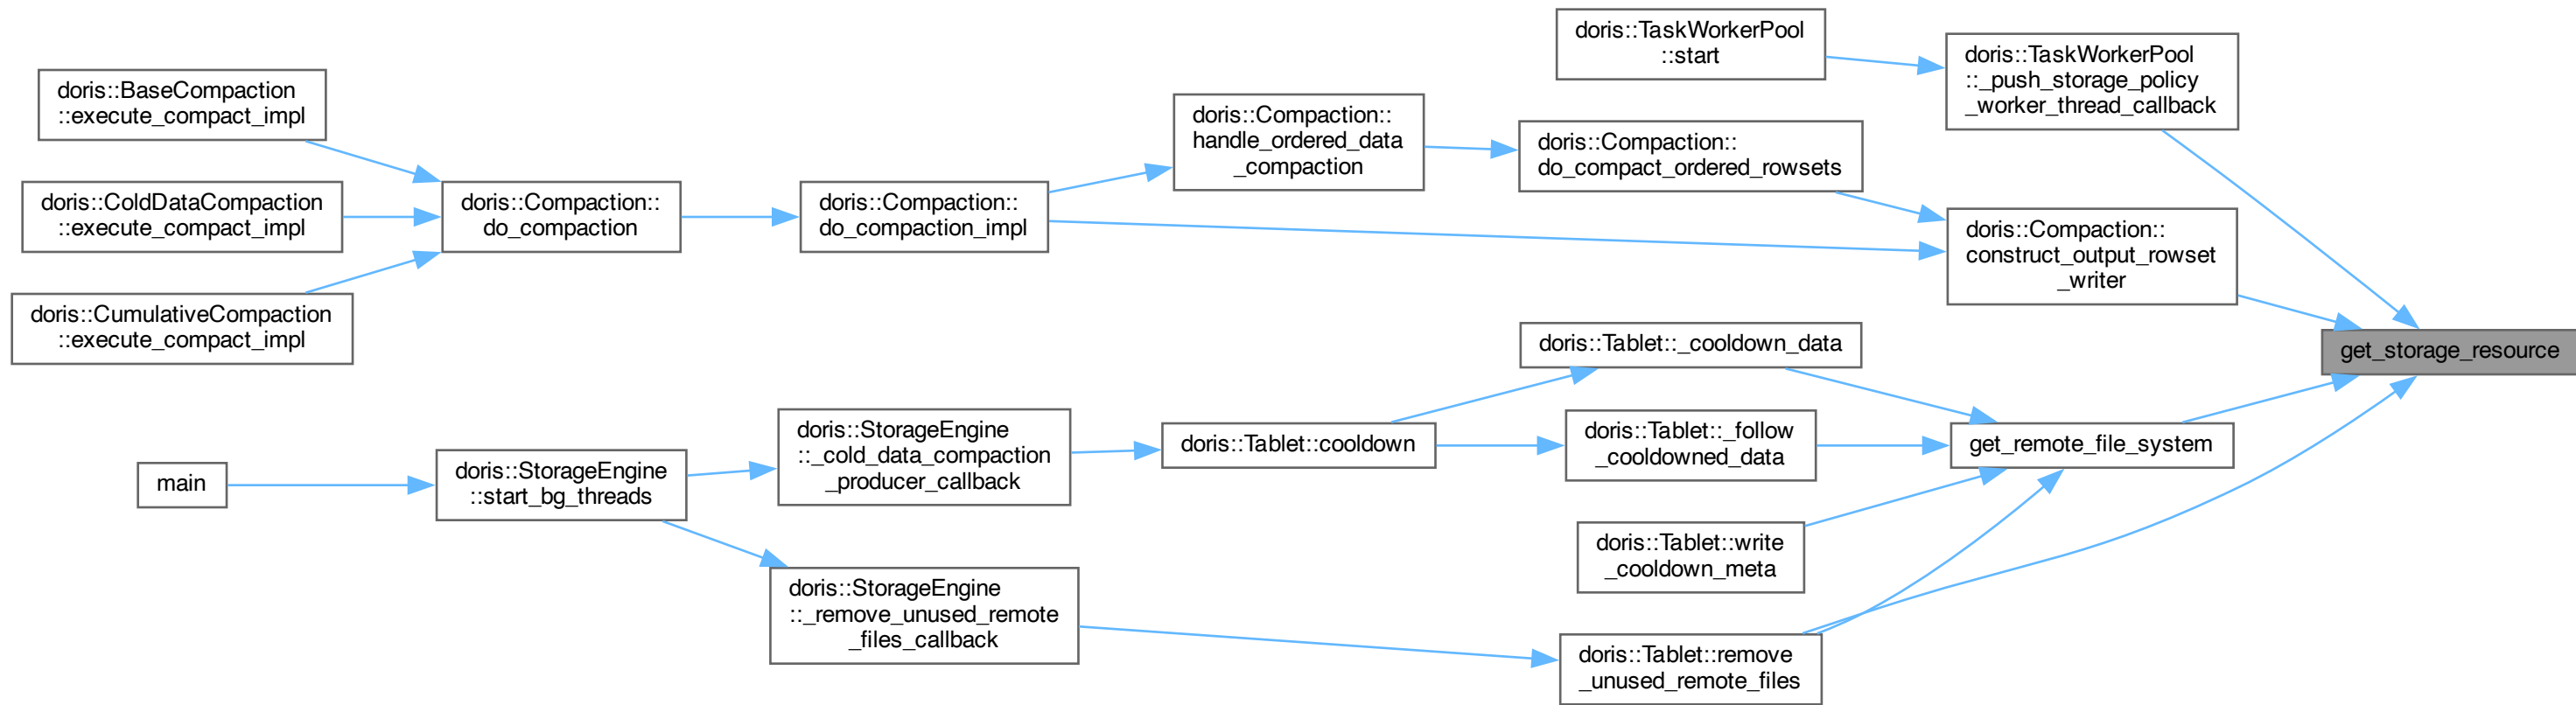 doris::TaskWorkerPool
::start
doris::TaskWorkerPool
::_push_storage_policy
_worker_thread_callback
doris::BaseCompaction
::execute_compact_impl
doris::Compaction::
handle_ordered_data
_compaction
doris::Compaction::
do_compact_ordered_rowsets
doris::ColdDataCompaction
::execute_compact_impl
doris::Compaction::
do_compaction
doris::Compaction::
do_compaction_impl
doris::Compaction::
construct_output_rowset
_writer
doris::CumulativeCompaction
::execute_compact_impl
doris::Tablet::_cooldown_data
get_storage_resource
doris::StorageEngine
::_cold_data_compaction
_producer_callback
doris::Tablet::cooldown
doris::Tablet::_follow
_cooldowned_data
get_remote_file_system
main
doris::StorageEngine
::start_bg_threads
doris::Tablet::write
_cooldown_meta
doris::StorageEngine
::_remove_unused_remote
_files_callback
doris::Tablet::remove
_unused_remote_files